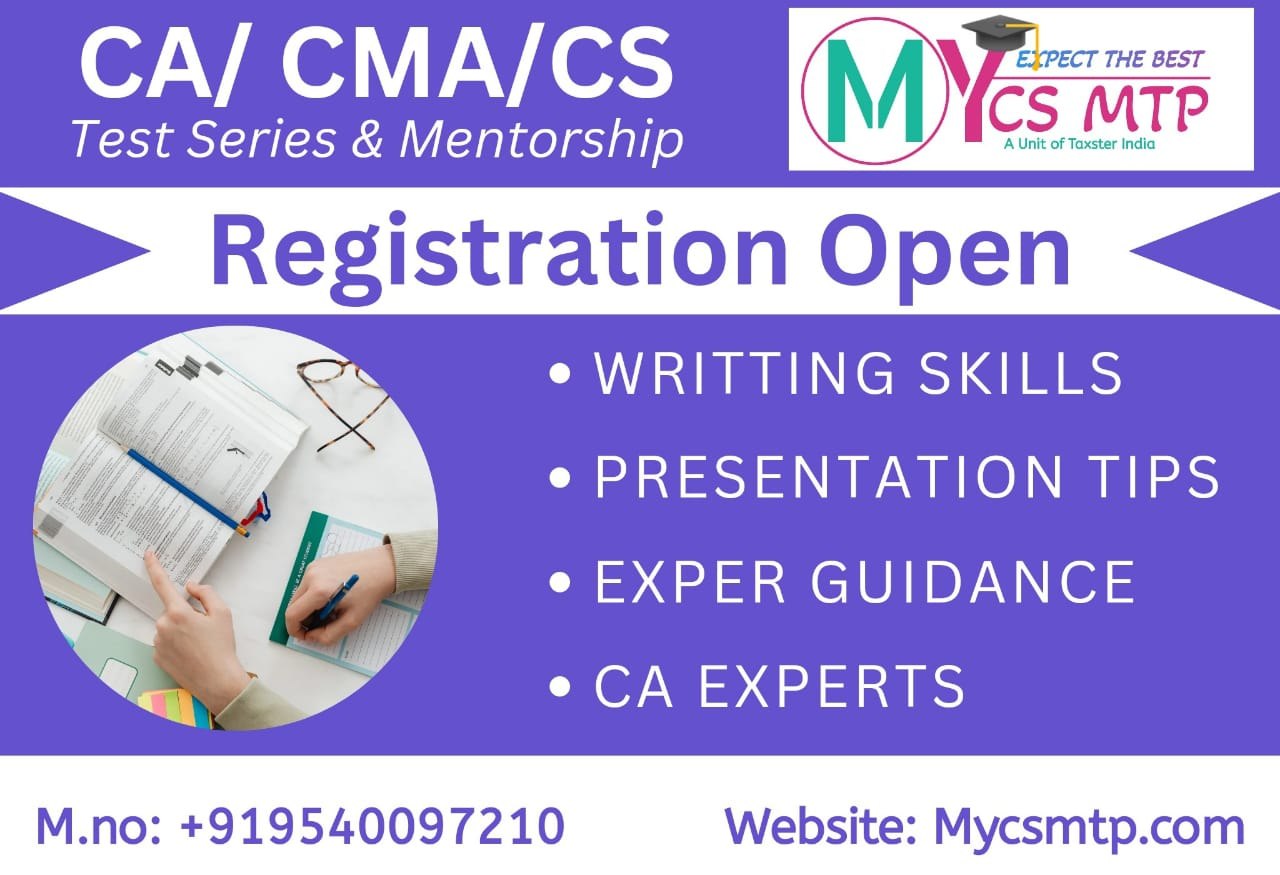 CA/ CMA/CS
Test Series & Mentorship
MY
EXPECT THE BEST
CS MTP
A Unit of Taxster India
Registration Open
• WRITTING SKILLS
• PRESENTATION TIPS
• EXPER GUIDANCE
• CA EXPERTS
M.no: +919540097210
Website: Mycsmtp.com